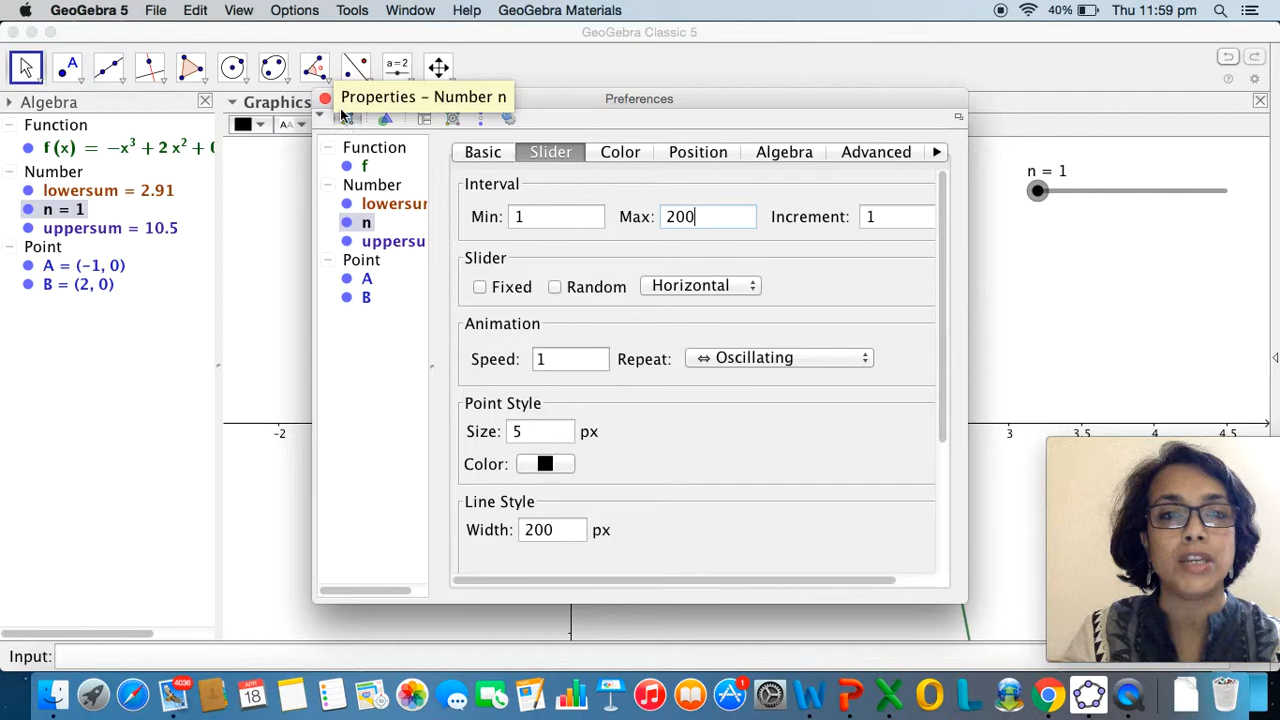 GeoGebra 5 File Edit View Options Tools Window Help GeoGebra Materials 40% Thu 11:59 pm
GeoGebra Classic 5
a=2
Properties - Number n
Preferences
Algebra
Graphics
AA
Function
f(x) = -x³ + 2 x² +
Number
lowersum = 2.91
n = 1
uppersum = 10.5
Point
A = (-1, 0)
B = (2, 0)
Function
f
Number
lowersur
n
uppersu
Point
A
B
Basic Slider Color Position Algebra Advanced
Interval
Min: 1 Max: 200 Increment: 1
Slider
Fixed Random Horizontal
Animation
Speed: 1 Repeat: ⇔ Oscillating
Point Style
Size: 5 px
Color:
Line Style
Width: 200 px
n = 1
-2 3 3.5 4 4.5
Input:
4036
APR
18
1